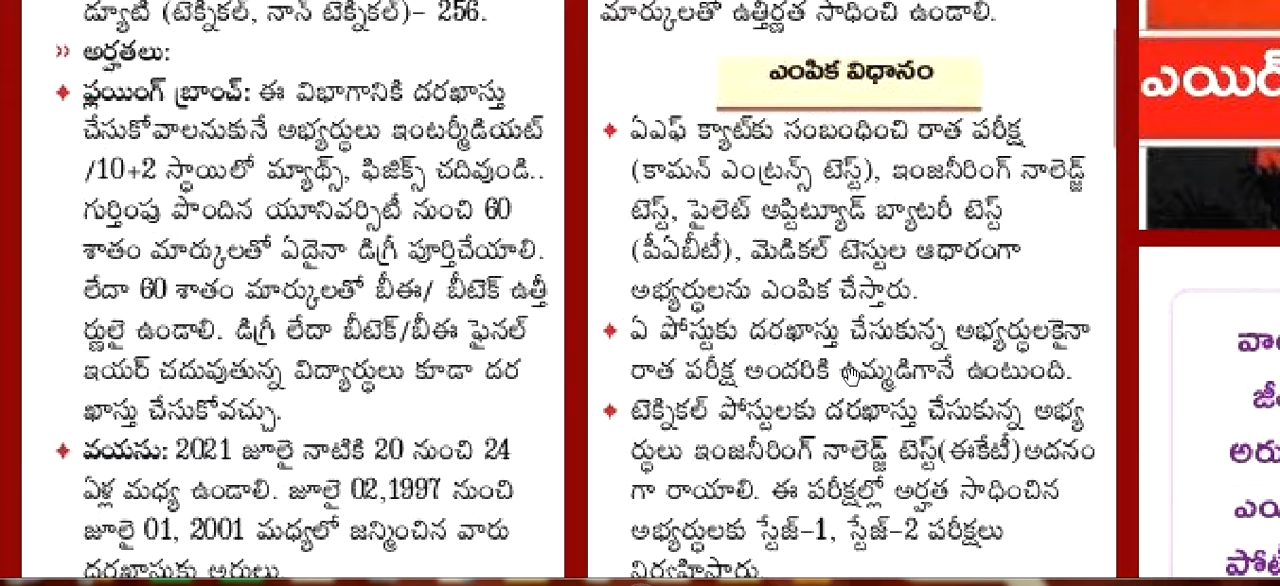 డ్యూటీ (టెక్నికల్, నాన్ టెక్నికల్)- 256.
» అర్హతలు:
✦ ఫ్లయింగ్ బ్రాంచ్: ఈ విభాగానికి దరఖాస్తు
చేసుకోవాలనుకునే అభ్యర్థులు ఇంటర్మీడియట్
/10+2 స్థాయిలో మ్యాథ్స్, ఫిజిక్స్ చదివుండి..
గుర్తింపు పొందిన యూనివర్సిటీ నుంచి 60
శాతం మార్కులతో ఏదైనా డిగ్రీ పూర్తిచేయాలి.
లేదా 60 శాతం మార్కులతో బీఈ/ బీటెక్ ఉత్తీ
ర్ణులై ఉండాలి. డిగ్రీ లేదా బీటెక్/బీఈ ఫైనల్
ఇయర్ చదువుతున్న విద్యార్థులు కూడా దర
ఖాస్తు చేసుకోవచ్చు.
✦ వయసు: 2021 జూలై నాటికి 20 నుంచి 24
ఏళ్ల మధ్య ఉండాలి. జూలై 02,1997 నుంచి
జూలై 01, 2001 మధ్యలో జన్మించిన వారు
దరఖాసుకు అర్హులు.
మార్కులతో ఉత్తీర్ణత సాధించి ఉండాలి.
ఎంపిక విధానం
✦ ఏఎఫ్ క్యాట్‌కు సంబంధించి రాత పరీక్ష
(కామన్ ఎంట్రన్స్ టెస్ట్), ఇంజనీరింగ్ నాలెడ్జ్
టెస్ట్, పైలెట్ అప్టిట్యూడ్ బ్యాటరీ టెస్ట్
(పీఏబీటీ), మెడికల్ టెస్టుల ఆధారంగా
అభ్యర్థులను ఎంపిక చేస్తారు.
✦ ఏ పోస్టుకు దరఖాస్తు చేసుకున్న అభ్యర్థులకైనా
రాత పరీక్ష అందరికి ఉమ్మడిగానే ఉంటుంది.
✦ టెక్నికల్ పోస్టులకు దరఖాస్తు చేసుకున్న అభ్య
ర్థులు ఇంజనీరింగ్ నాలెడ్జ్ టెస్ట్(ఈకేటీ)అదనం
గా రాయాలి. ఈ పరీక్షల్లో అర్హత సాధించిన
అభ్యర్థులకు స్టేజ్-1, స్టేజ్-2 పరీక్షలు
నిర్వహిస్తారు.
ఎయిర్